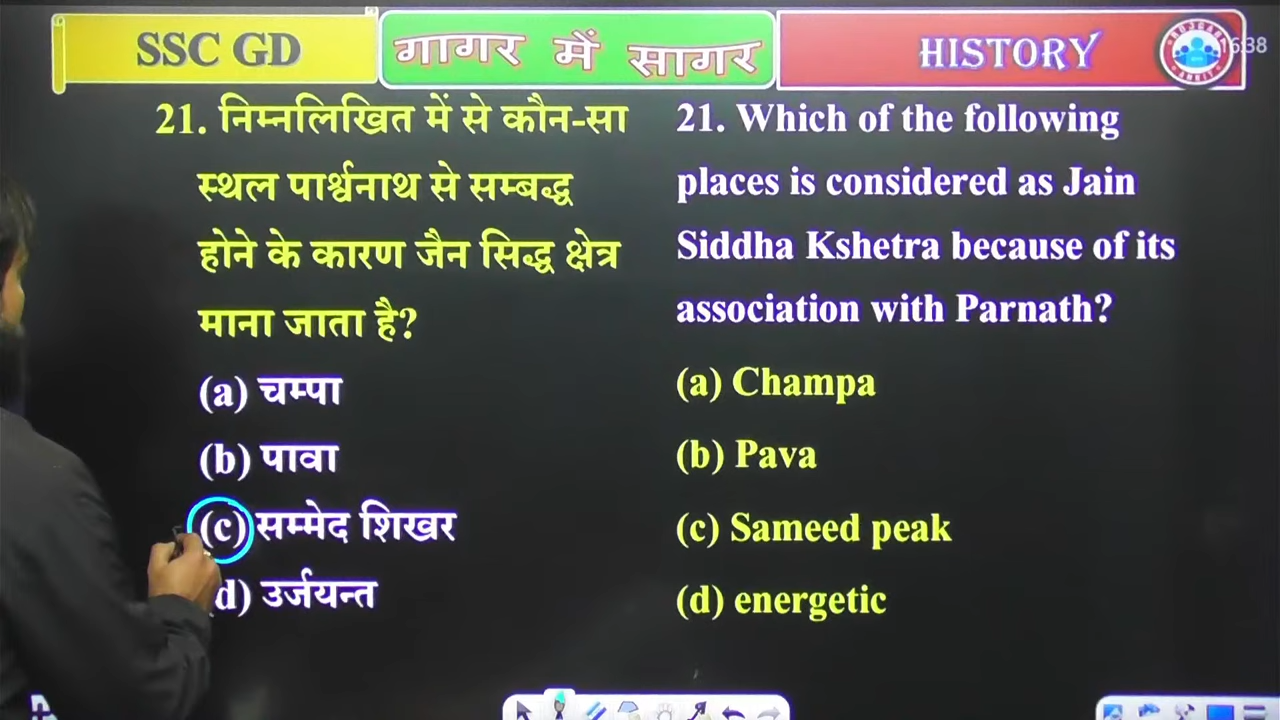 SSC GD
गागर में सागर
HISTORY
16:38
21. निम्नलिखित में से कौन-सा
स्थल पार्श्वनाथ से सम्बद्ध
होने के कारण जैन सिद्ध क्षेत्र
माना जाता है?
(a) चम्पा
(b) पावा
(c) सम्मेद शिखर
(d) उर्जयन्त
21. Which of the following
places is considered as Jain
Siddha Kshetra because of its
association with Parnath?
(a) Champa
(b) Pava
(c) Sameed peak
(d) energetic